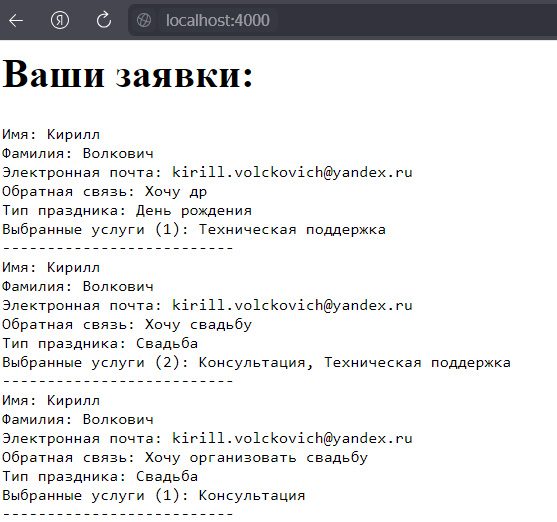 localhost:4000
Ваши заявки:
Имя: Кирилл
Фамилия: Волкович
Электронная почта: kirill.volckovich@yandex.ru
Обратная связь: Хочу др
Тип праздника: День рождения
Выбранные услуги (1): Техническая поддержка
--------------------------
Имя: Кирилл
Фамилия: Волкович
Электронная почта: kirill.volckovich@yandex.ru
Обратная связь: Хочу свадьбу
Тип праздника: Свадьба
Выбранные услуги (2): Консультация, Техническая поддержка
--------------------------
Имя: Кирилл
Фамилия: Волкович
Электронная почта: kirill.volckovich@yandex.ru
Обратная связь: Хочу организовать свадьбу
Тип праздника: Свадьба
Выбранные услуги (1): Консультация
--------------------------